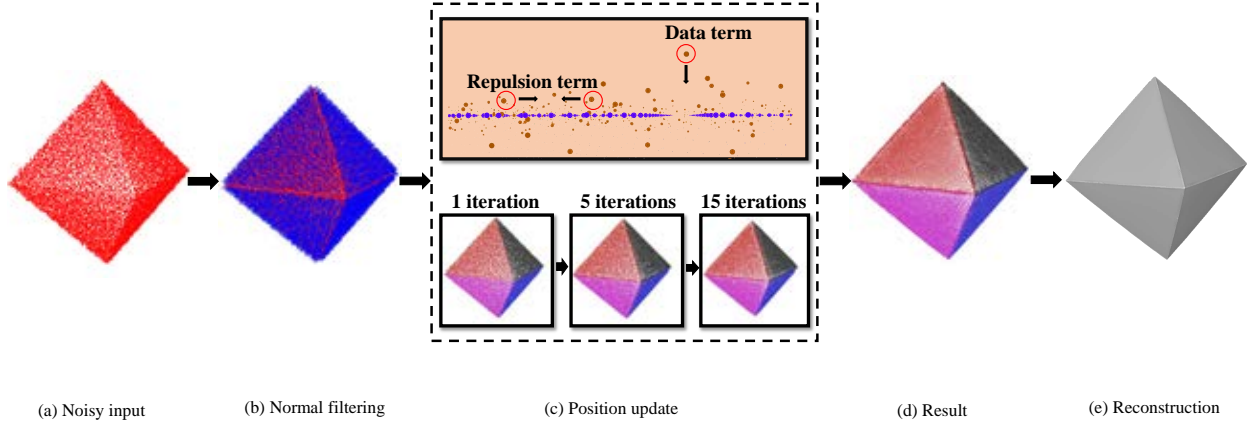 Data term
Repulsion term
1 iteration
5 iterations
15 iterations
(a) Noisy input
(b) Normal filtering
(c) Position update
(d) Result
(e) Reconstruction